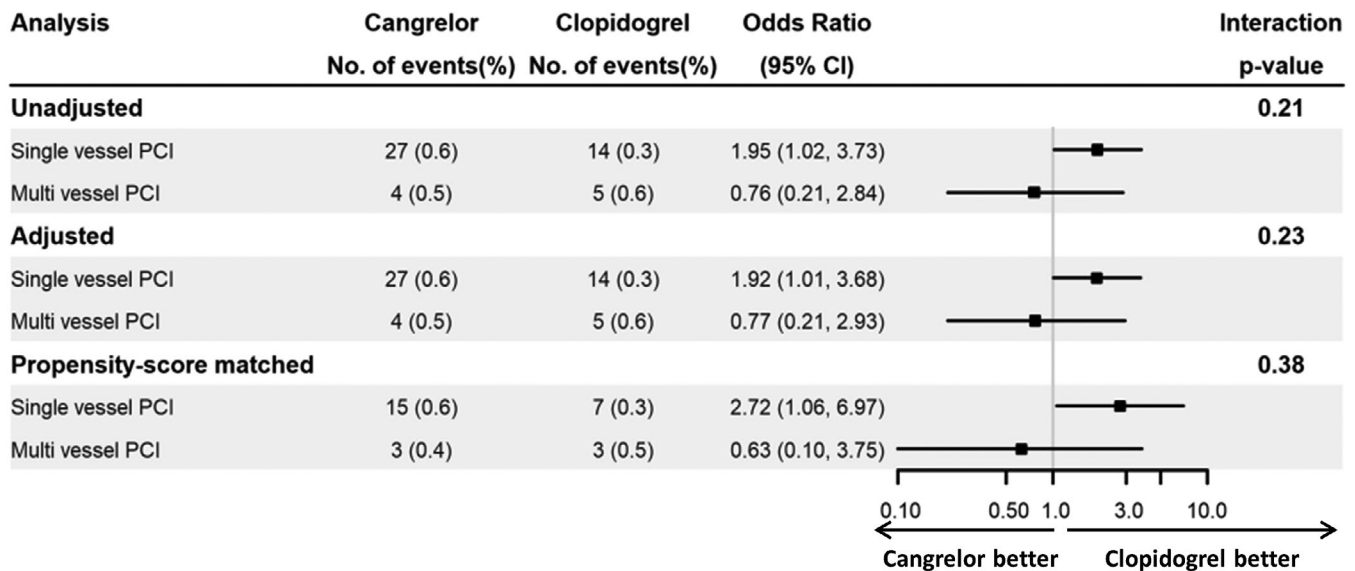 Analysis Cangrelor Clopidogrel Odds Ratio Interaction
No. of events(%) No. of events(%) (95% CI) p-value
Unadjusted 0.21
Single vessel PCI 27 (0.6) 14 (0.3) 1.95 (1.02, 3.73)
Multi vessel PCI 4 (0.5) 5 (0.6) 0.76 (0.21, 2.84)
Adjusted 0.23
Single vessel PCI 27 (0.6) 14 (0.3) 1.92 (1.01, 3.68)
Multi vessel PCI 4 (0.5) 5 (0.6) 0.77 (0.21, 2.93)
Propensity-score matched 0.38
Single vessel PCI 15 (0.6) 7 (0.3) 2.72 (1.06, 6.97)
Multi vessel PCI 3 (0.4) 3 (0.5) 0.63 (0.10, 3.75)
0.10 0.50 1.0 3.0 10.0
Cangrelor better Clopidogrel better